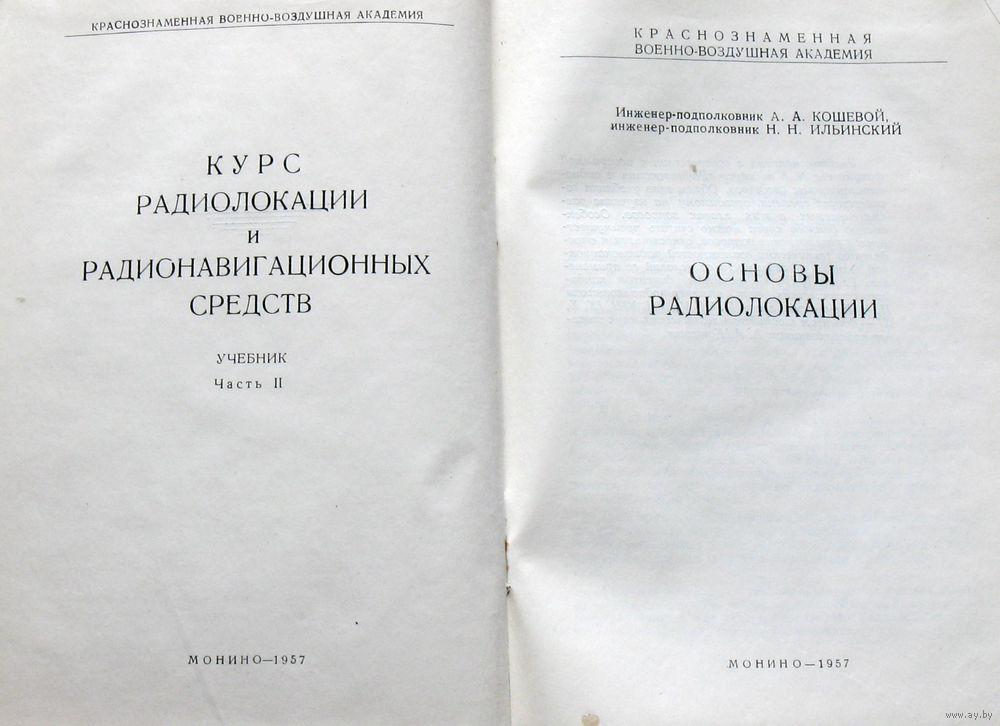 КРАСНОЗНАМЕННАЯ ВОЕННО-ВОЗДУШНАЯ АКАДЕМИЯ
КУРС
РАДИОЛОКАЦИИ
И
РАДИОНАВИГАЦИОННЫХ
СРЕДСТВ
УЧЕБНИК
Часть II
МОНИНО—1957
КРАСНОЗНАМЕННАЯ
ВОЕННО-ВОЗДУШНАЯ АКАДЕМИЯ
Инженер-подполковник А. А. КОШЕВОЙ,
инженер-подполковник Н. Н. ИЛЬИНСКИЙ
ОСНОВЫ
РАДИОЛОКАЦИИ
МОНИНО—1957
www.ay.by